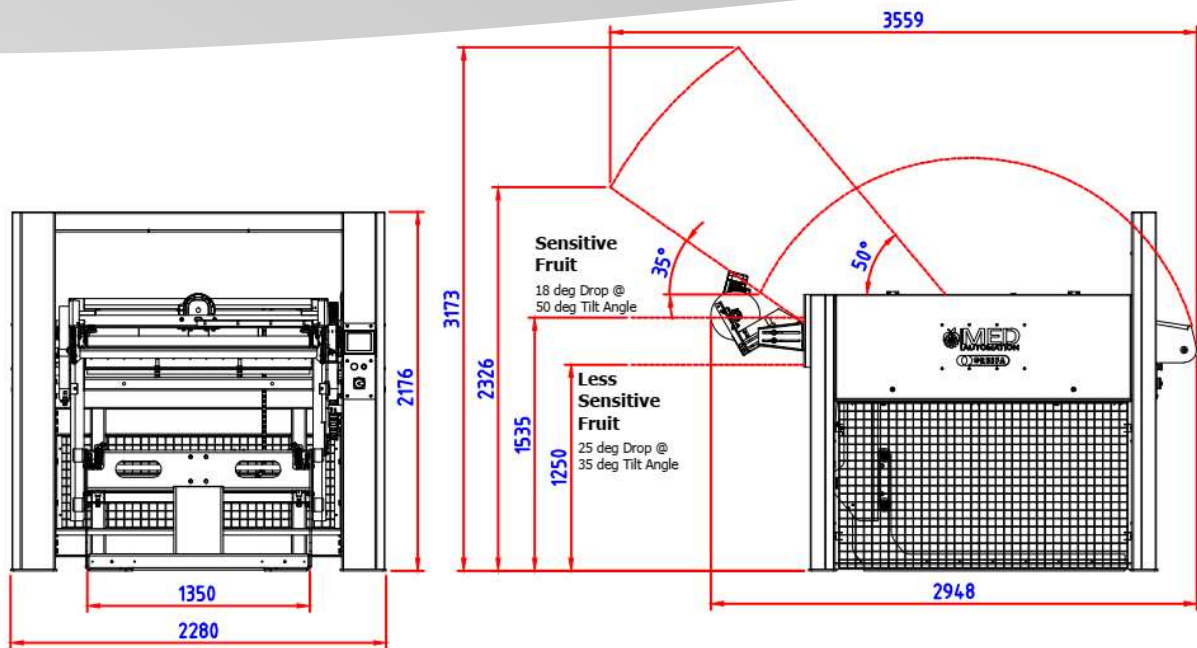 3559
3173
2326
1535
1250
2176
1350
2280
2948
35°
50°
Sensitive
Fruit
18 deg Drop @
50 deg Tilt Angle
Less
Sensitive
Fruit
25 deg Drop @
35 deg Tilt Angle
MED
AUTOMATION